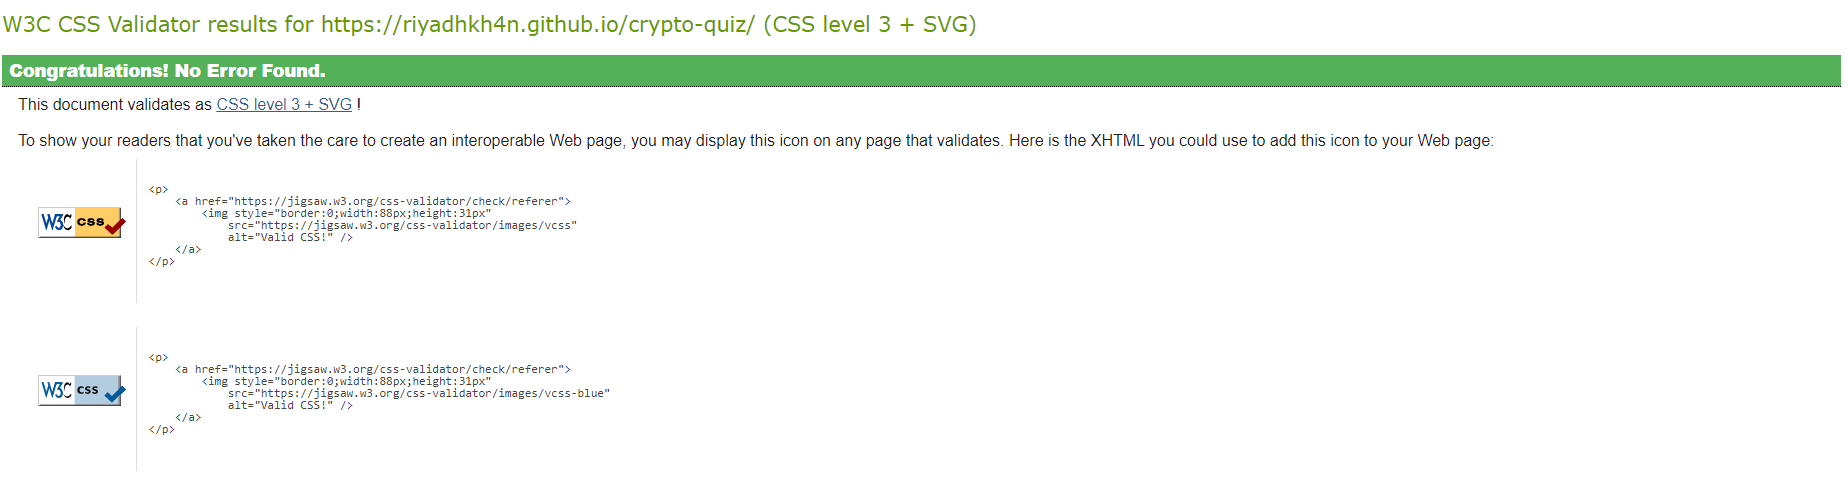 W3C CSS Validator results for https://riyadhkh4n.github.io/crypto-quiz/ (CSS level 3 + SVG)
Congratulations! No Error Found.
This document validates as CSS level 3 + SVG !
To show your readers that you've taken the care to create an interoperable Web page, you may display this icon on any page that validates. Here is the XHTML you could use to add this icon to your Web page:
W3C css
<p>
<a href="https://jigsaw.w3.org/css-validator/check/referer">
<img style="border:0;width:88px;height:31px"
src="https://jigsaw.w3.org/css-validator/images/vcss"
alt="Valid CSS!" />
</a>
</p>
W3C css
<p>
<a href="https://jigsaw.w3.org/css-validator/check/referer">
<img style="border:0;width:88px;height:31px"
src="https://jigsaw.w3.org/css-validator/images/vcss-blue"
alt="Valid CSS!" />
</a>
</p>